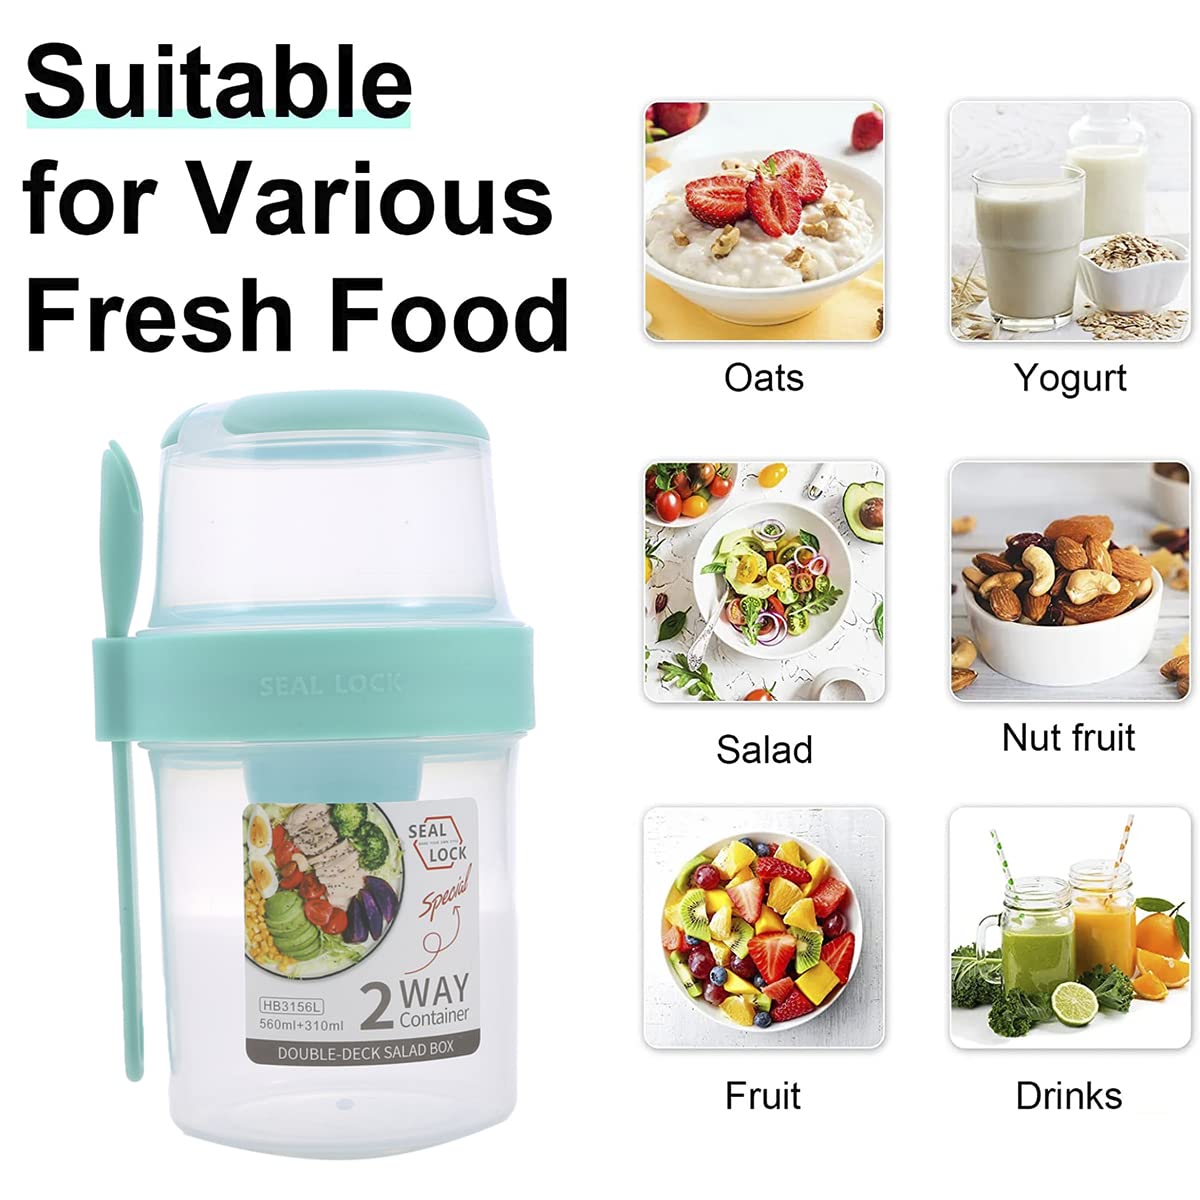 Suitable
for Various
Fresh Food
Oats
Yogurt
Salad
Nut fruit
Fruit
Drinks
SEAL LOCK
SEAL
LOCK
Special
HB3156L
560ml+310ml
2 WAY
Container
DOUBLE-DECK SALAD BOX